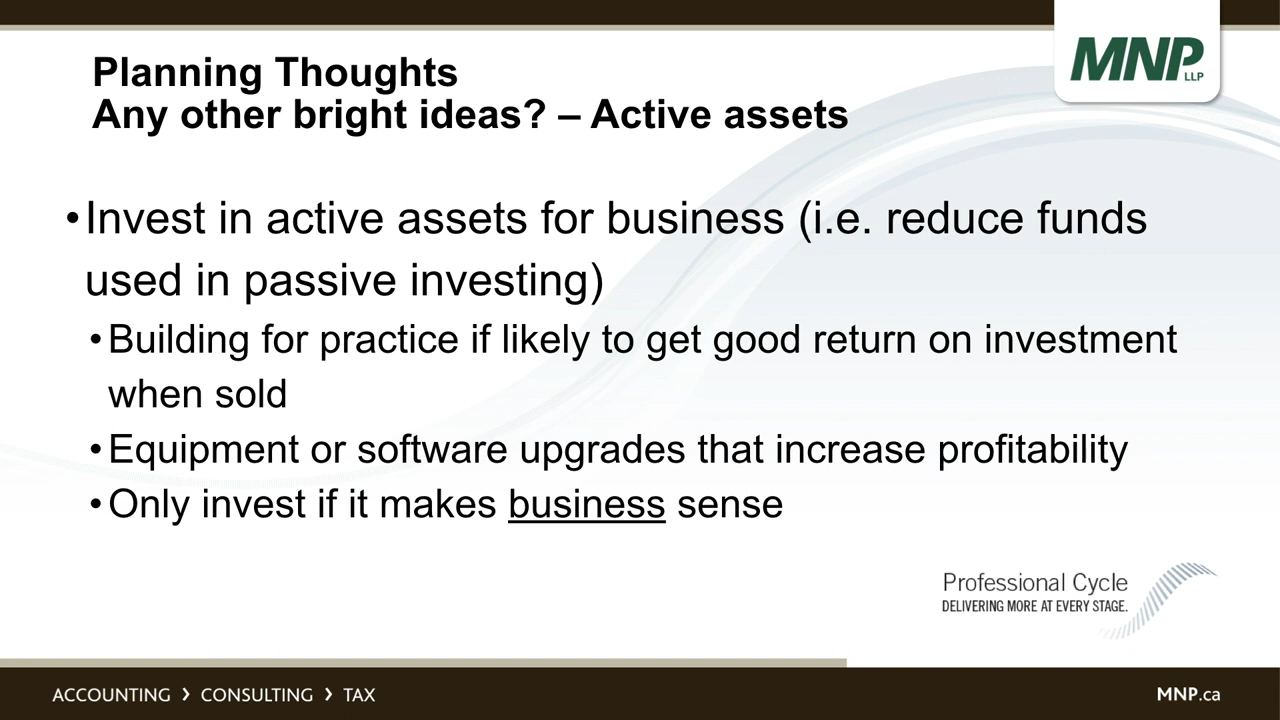 MNP
LLP
Planning Thoughts
Any other bright ideas? – Active assets
•Invest in active assets for business (i.e. reduce funds
used in passive investing)
•Building for practice if likely to get good return on investment
when sold
•Equipment or software upgrades that increase profitability
•Only invest if it makes business sense
Professional Cycle
DELIVERING MORE AT EVERY STAGE.
ACCOUNTING › CONSULTING › TAX
MNP.ca